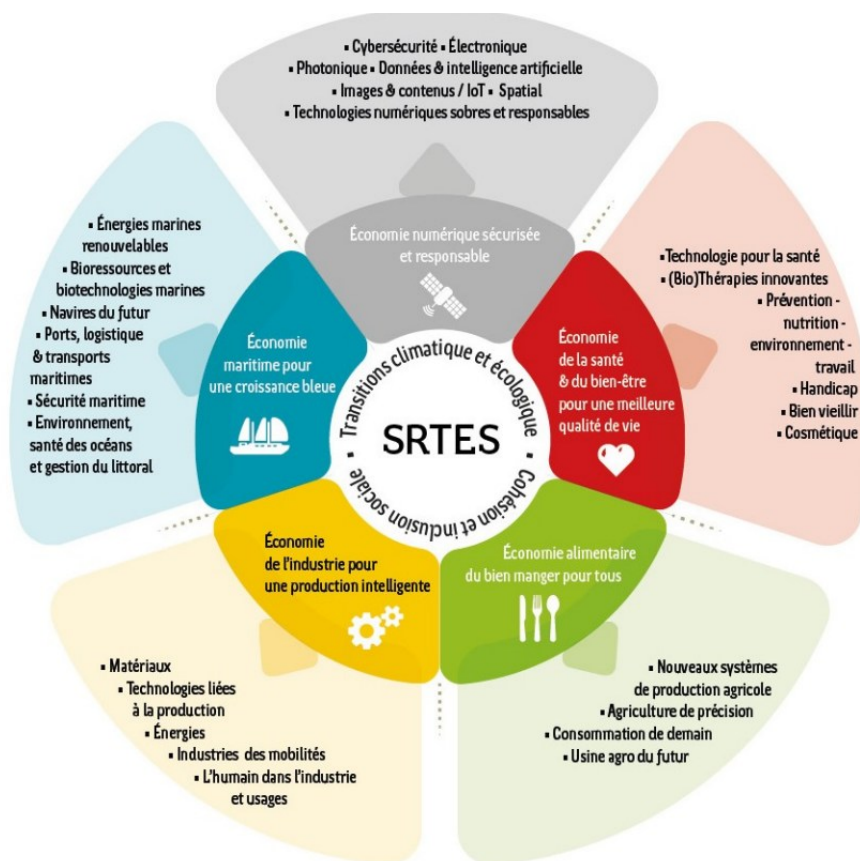 ▪ Cybersécurité ▪ Électronique
▪ Photonique ▪ Données & intelligence artificielle
▪ Images & contenus / IoT ▪ Spatial
▪ Technologies numériques sobres et responsables
Économie numérique sécurisée
et responsable
▪ Énergies marines
renouvelables
▪ Bioressources et
biotechnologies marines
▪ Navires du futur
▪ Ports, logistique
& transports
maritimes
▪ Sécurité maritime
▪ Environnement,
santé des océans
et gestion du littoral
Économie
maritime pour
une croissance bleue
▪ Transitions climatique et écologique
SRTES
▪ Cohésion et inclusion sociale
Économie
de la santé
& du bien-être
pour une meilleure
qualité de vie
▪Technologie pour la santé
▪ (Bio)Thérapies innovantes
▪ Prévention -
nutrition -
environnement -
travail
▪ Handicap
▪ Bien vieillir
▪ Cosmétique
Économie
de l'industrie pour
une production intelligente
▪ Matériaux
▪ Technologies liées
à la production
▪ Énergies
▪ Industries des mobilités
▪ L'humain dans l'industrie
et usages
Économie alimentaire
du bien manger pour tous
▪ Nouveaux systèmes
de production agricole
▪ Agriculture de précision
▪ Consommation de demain
▪ Usine agro du futur